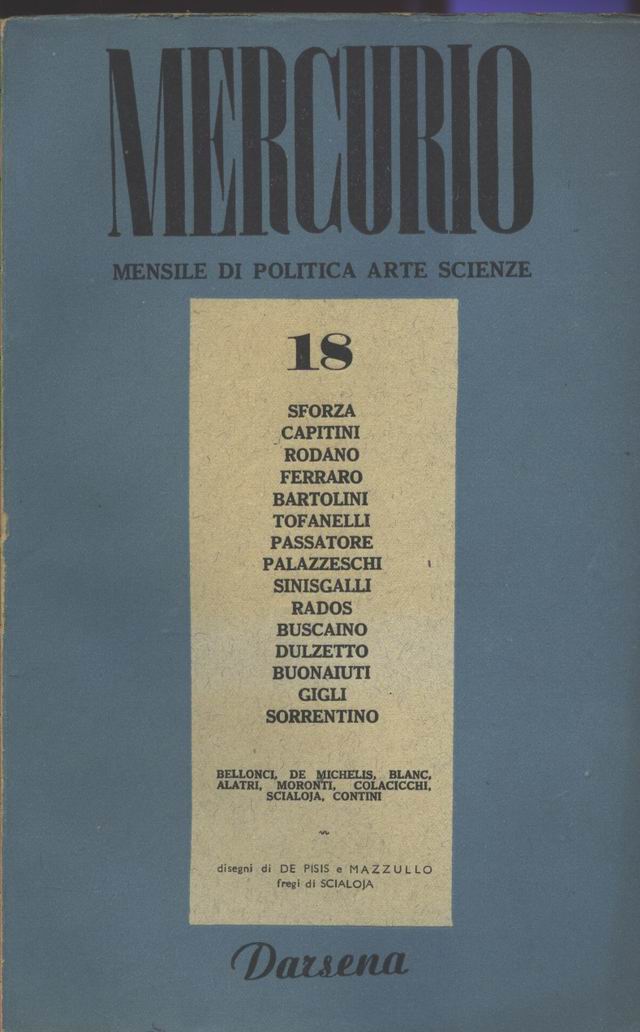 MERCURIO
MENSILE DI POLITICA ARTE SCIENZE
18
SFORZA
CAPITINI
RODANO
FERRARO
BARTOLINI
TOFANELLI
PASSATORE
PALAZZESCHI
SINISGALLI
RADOS
BUSCAINO
DULZETTO
BUONAIUTI
GIGLI
SORRENTINO
BELLONCI, DE MICHELIS, BLANC,
ALATRI, MORONTI, COLACICCHI,
SCIALOJA, CONTINI
disegni di DE PISIS e MAZZULLO
fregi di SCIALOJA
Darsena